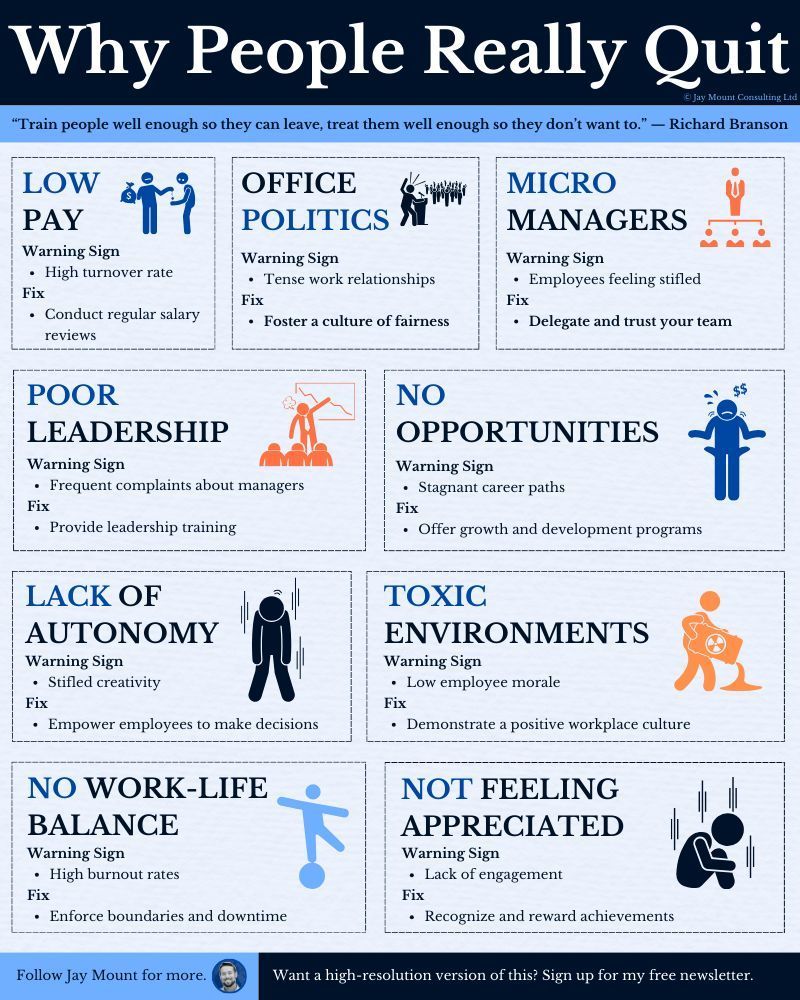 Why People Really Quit
© Jay Mount Consulting Ltd
“Train people well enough so they can leave, treat them well enough so they don’t want to.” — Richard Branson
LOW
PAY
$
Warning Sign
• High turnover rate
Fix
• Conduct regular salary
reviews
OFFICE
POLITICS
Warning Sign
• Tense work relationships
Fix
• Foster a culture of fairness
MICRO
MANAGERS
Warning Sign
• Employees feeling stifled
Fix
• Delegate and trust your team
POOR
LEADERSHIP
Warning Sign
• Frequent complaints about managers
Fix
• Provide leadership training
NO
OPPORTUNITIES
$$
Warning Sign
• Stagnant career paths
Fix
• Offer growth and development programs
LACK OF
AUTONOMY
Warning Sign
• Stifled creativity
Fix
• Empower employees to make decisions
TOXIC
ENVIRONMENTS
Warning Sign
• Low employee morale
Fix
• Demonstrate a positive workplace culture
NO WORK-LIFE
BALANCE
Warning Sign
• High burnout rates
Fix
• Enforce boundaries and downtime
NOT FEELING
APPRECIATED
Warning Sign
• Lack of engagement
Fix
• Recognize and reward achievements
Follow Jay Mount for more.
Want a high-resolution version of this? Sign up for my free newsletter.